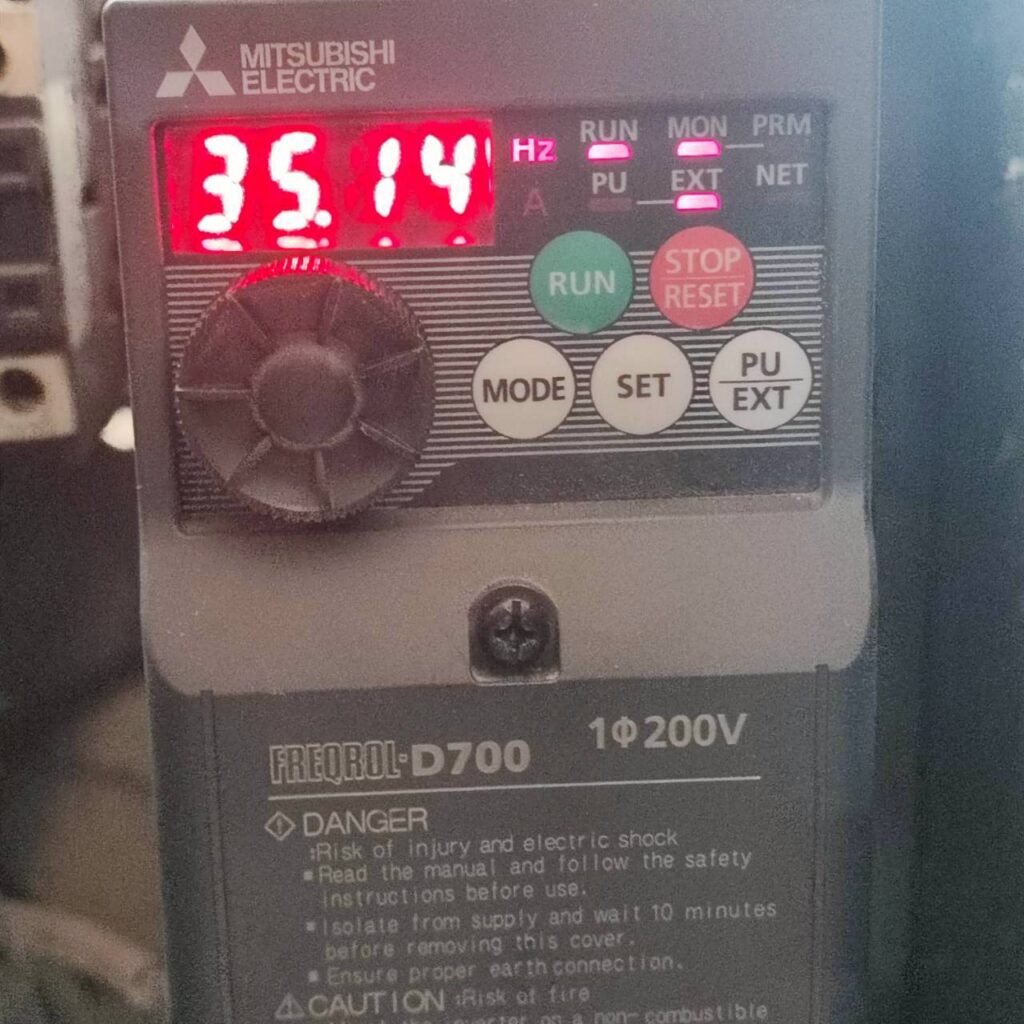 MITSUBISHI
ELECTRIC
35.14
Hz
A
RUN MON PRM
PU EXT NET
RUN
STOP
RESET
MODE
SET
PU
EXT
FREQROL-D700
1Φ200V
DANGER
:Risk of injury and electric shock
▪Read the manual and follow the safety
instructions before use.
▪Isolate from supply and wait 10 minutes
before removing this cover.
▪Ensure proper earth connection.
CAUTION :Risk of fire
on a non-combustible